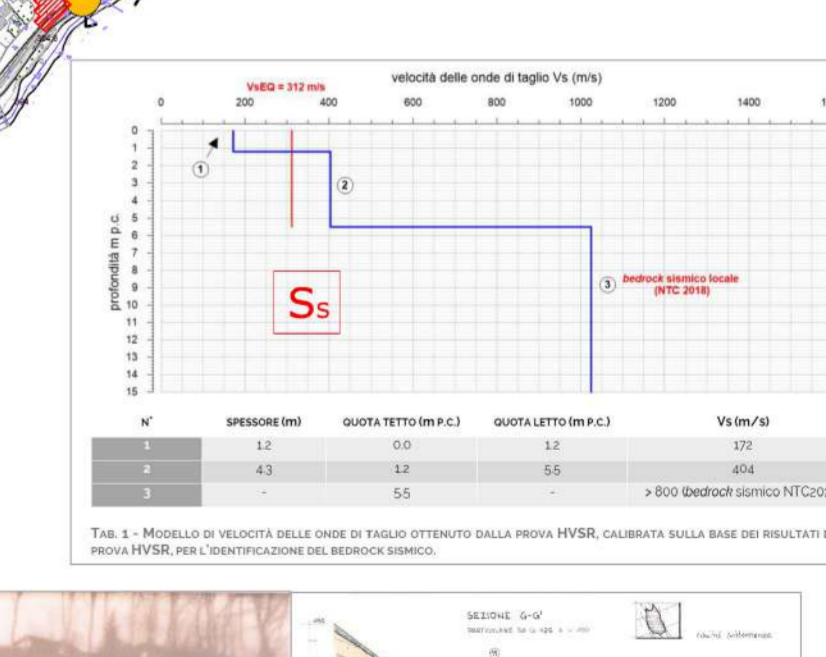 velocità delle onde di taglio Vs (m/s)
VsEQ = 312 m/s
0 200 400 600 800 1000 1200 1400
profondità m p.c.
0
1
2
3
4
5
6
7
8
9
10
11
12
13
14
15
1
2
3
bedrock sismico locale
(NTC 2018)
Ss
N° SPESSORE (m) QUOTA TETTO (m P.C.) QUOTA LETTO (m P.C.) Vs (m/s)
1 1.2 0.0 1.2 172
2 4.3 1.2 5.5 404
3 - 5.5 - > 800 (bedrock sismico NTC20
TAB. 1 - MODELLO DI VELOCITÀ DELLE ONDE DI TAGLIO OTTENUTO DALLA PROVA HVSR, CALIBRATA SULLA BASE DEI RISULTATI
PROVA HVSR, PER L'IDENTIFICAZIONE DEL BEDROCK SISMICO.
SEZIONE G-G'